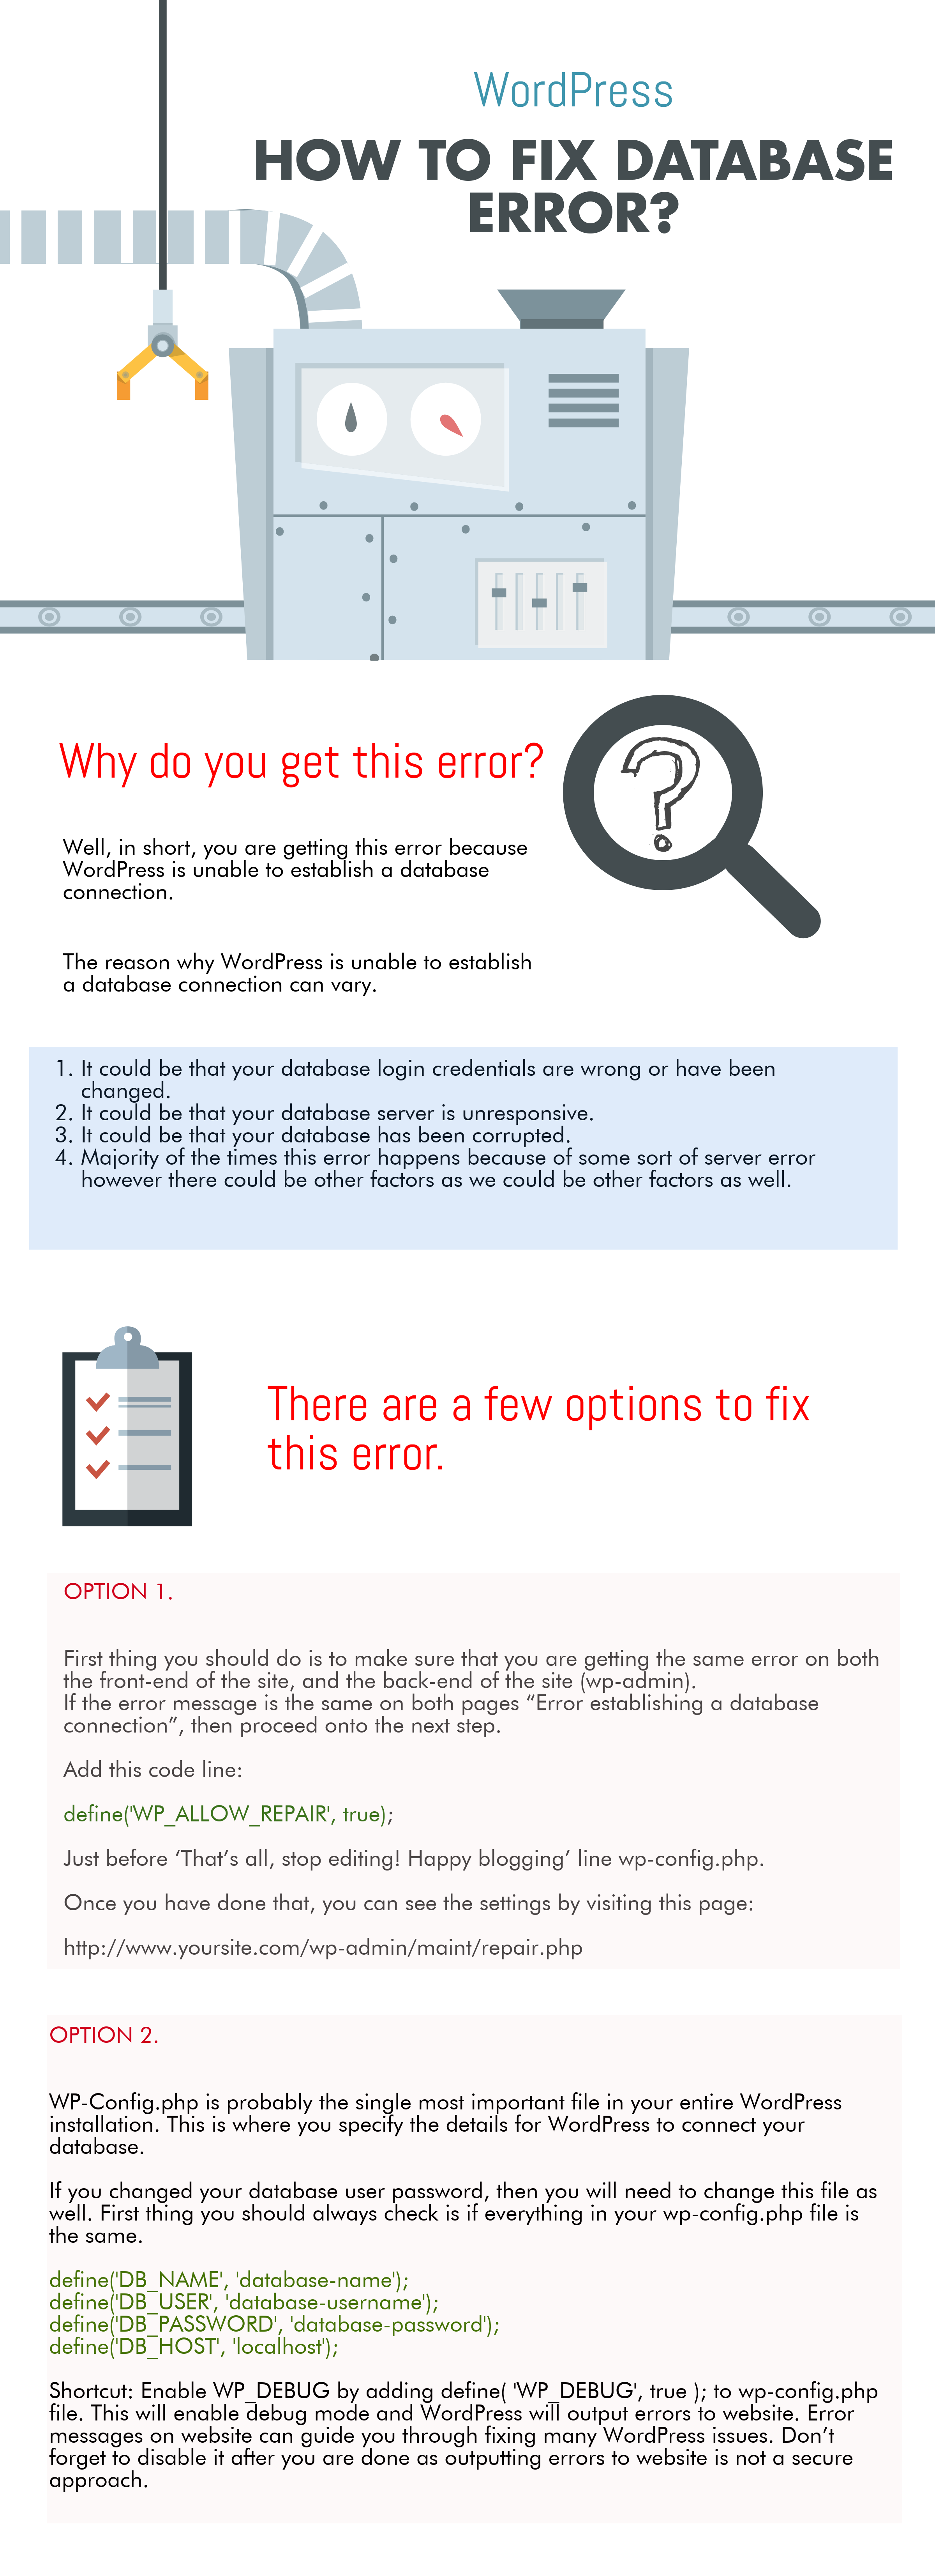 WordPress
HOW TO FIX DATABASE
ERROR?
Why do you get this error?
?
Well, in short, you are getting this error because
WordPress is unable to establish a database
connection.
The reason why WordPress is unable to establish
a database connection can vary.
1. It could be that your database login credentials are wrong or have been
changed.
2. It could be that your database server is unresponsive.
3. It could be that your database has been corrupted.
4. Majority of the times this error happens because of some sort of server error
however there could be other factors as we could be other factors as well.
There are a few options to fix
this error.
OPTION 1.
First thing you should do is to make sure that you are getting the same error on both
the front-end of the site, and the back-end of the site (wp-admin).
If the error message is the same on both pages “Error establishing a database
connection”, then proceed onto the next step.
Add this code line:
define('WP_ALLOW_REPAIR', true);
Just before ‘That’s all, stop editing! Happy blogging’ line wp-config.php.
Once you have done that, you can see the settings by visiting this page:
http://www.yoursite.com/wp-admin/maint/repair.php
OPTION 2.
WP-Config.php is probably the single most important file in your entire WordPress
installation. This is where you specify the details for WordPress to connect your
database.
If you changed your database user password, then you will need to change this file as
well. First thing you should always check is if everything in your wp-config.php file is
the same.
define('DB_NAME', 'database-name');
define('DB_USER', 'database-username');
define('DB_PASSWORD', 'database-password');
define('DB_HOST', 'localhost');
Shortcut: Enable WP_DEBUG by adding define( 'WP_DEBUG', true ); to wp-config.php
file. This will enable debug mode and WordPress will output errors to website. Error
messages on website can guide you through fixing many WordPress issues. Don’t
forget to disable it after you are done as outputting errors to website is not a secure
approach.